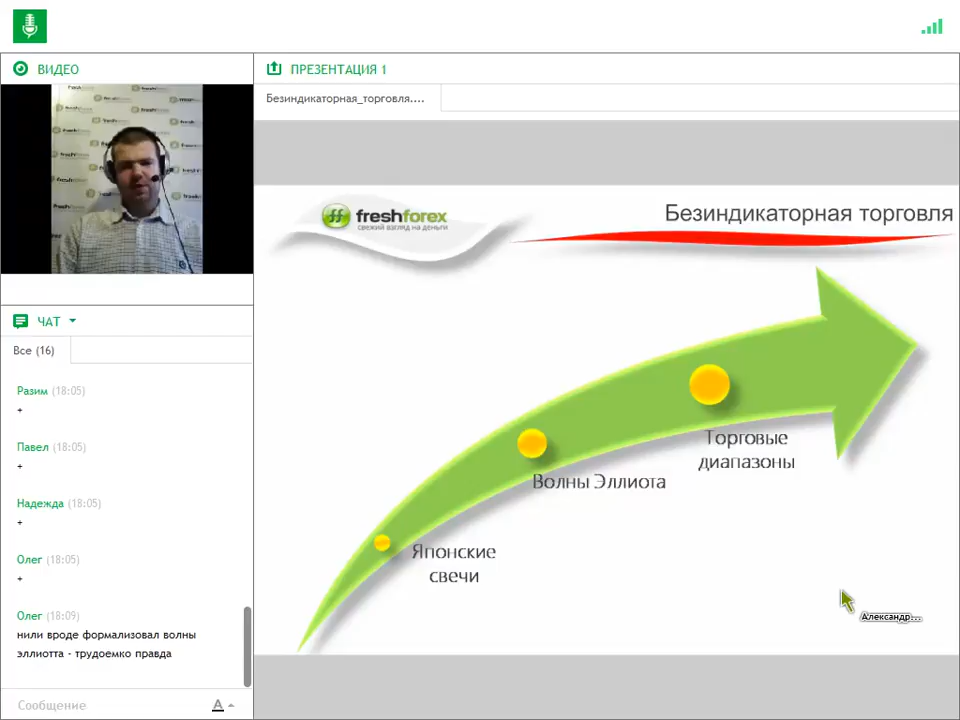 ВИДЕО
ПРЕЗЕНТАЦИЯ 1
Безиндикаторная_торговля....
freshforex
свежий взгляд на деньги
Безиндикаторная торговля
Торговые
диапазоны
Волны Эллиота
Японские
свечи
Александр...
ЧАТ
Все (16)
Разим (18:05)
+
Павел (18:05)
+
Надежда (18:05)
+
Олег (18:05)
+
Олег (18:09)
нили вроде формализовал волны
эллиотта - трудоемко правда
Сообщение
A